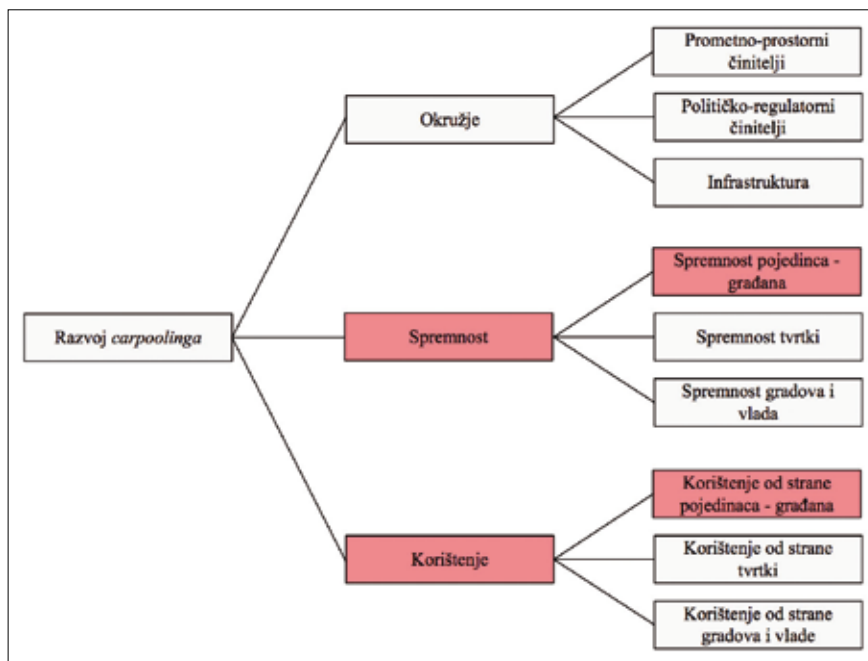 Prometno-prostorni
činitelji
Okružje
Političko-regulatorni
činitelji
Infrastruktura
Spremnost pojedinca -
građana
Razvoj carpoolinga
Spremnost
Spremnost tvrtki
Spremnost gradova i
vlada
Korištenje od strane
pojedinaca - građana
Korištenje
Korištenje od strane
tvrtki
Korištenje od strane
gradova i vlade